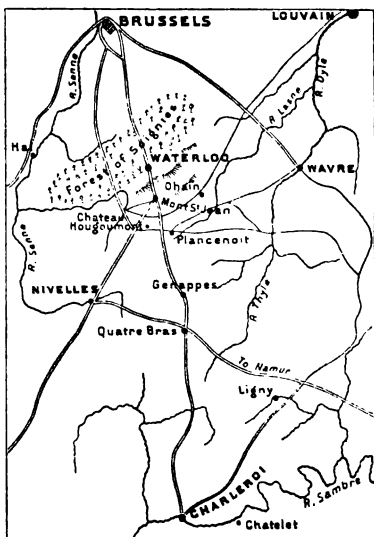 BRUSSELS
LOUVAIN
R. Senne
R. Dyle
R. Lasne
Ha
Forest of Soignies
WATERLOO
WAVRE
Ohain
Mont St Jean
Chateau
Hougoumont
Plancenoit
R. Senne
NIVELLES
Genappes
R. Thyle
Quatre Bras
To Namur
Ligny
CHARLEROI
R. Sambre
Chatelet